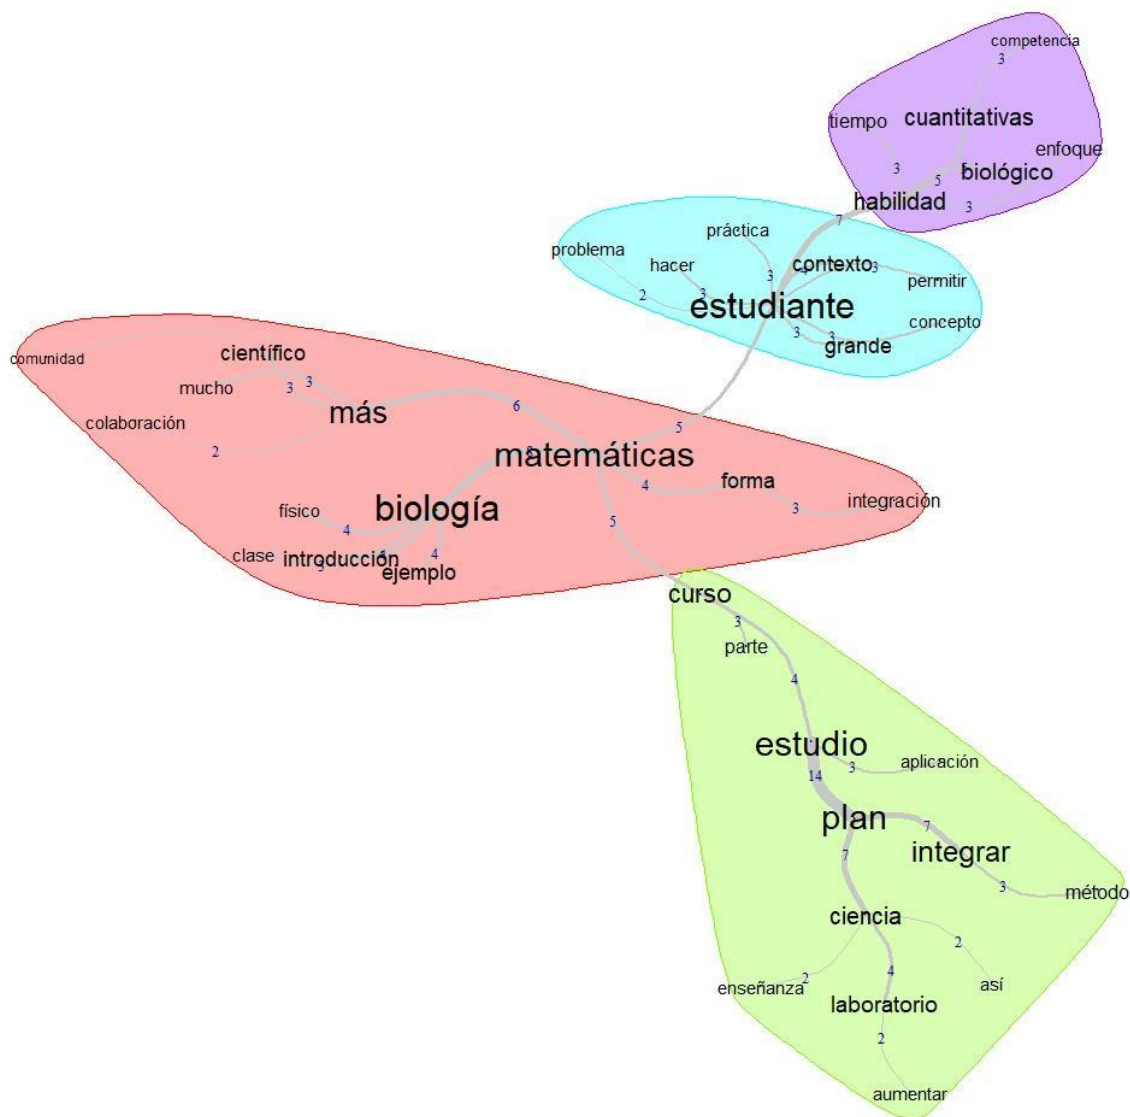 competencia
3
cuantitativas
tiempo
enfoque
3
biológico
5
habilidad
3
7
práctica
problema
hacer
contexto
3
3
permitir
3
2
estudiante
concepto
3
3
grande
comunidad
científico
mucho
3
3
más
6
colaboración
5
2
matemáticas
forma
4
integración
biología
3
físico
5
4
clase
introducción
4
ejemplo
curso
3
parte
4
estudio
aplicación
3
14
plan
7
7
integrar
3
método
ciencia
2
4
2
así
enseñanza
laboratorio
2
aumentar